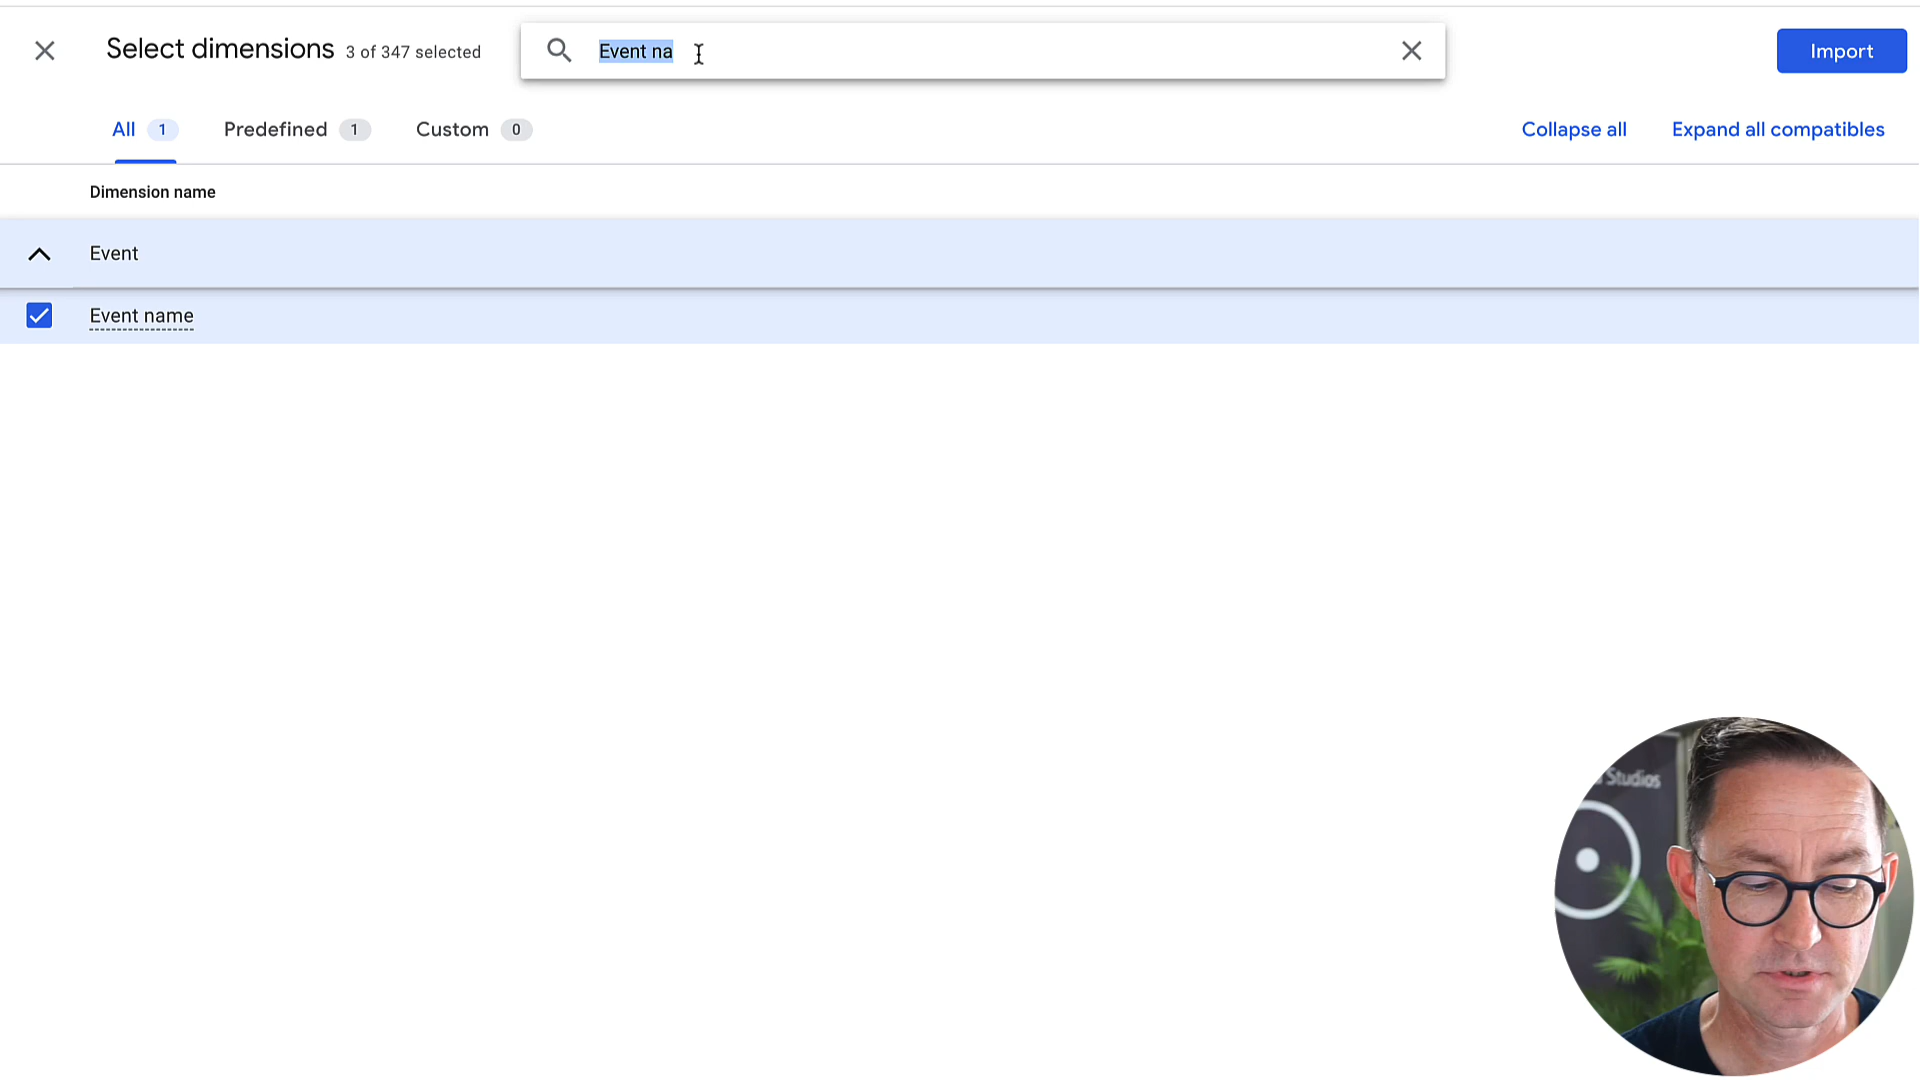 Select dimensions 3 of 347 selected
Event na
Import
All 1
Predefined 1
Custom 0
Collapse all
Expand all compatibles
Dimension name
Event
Event name
Studios